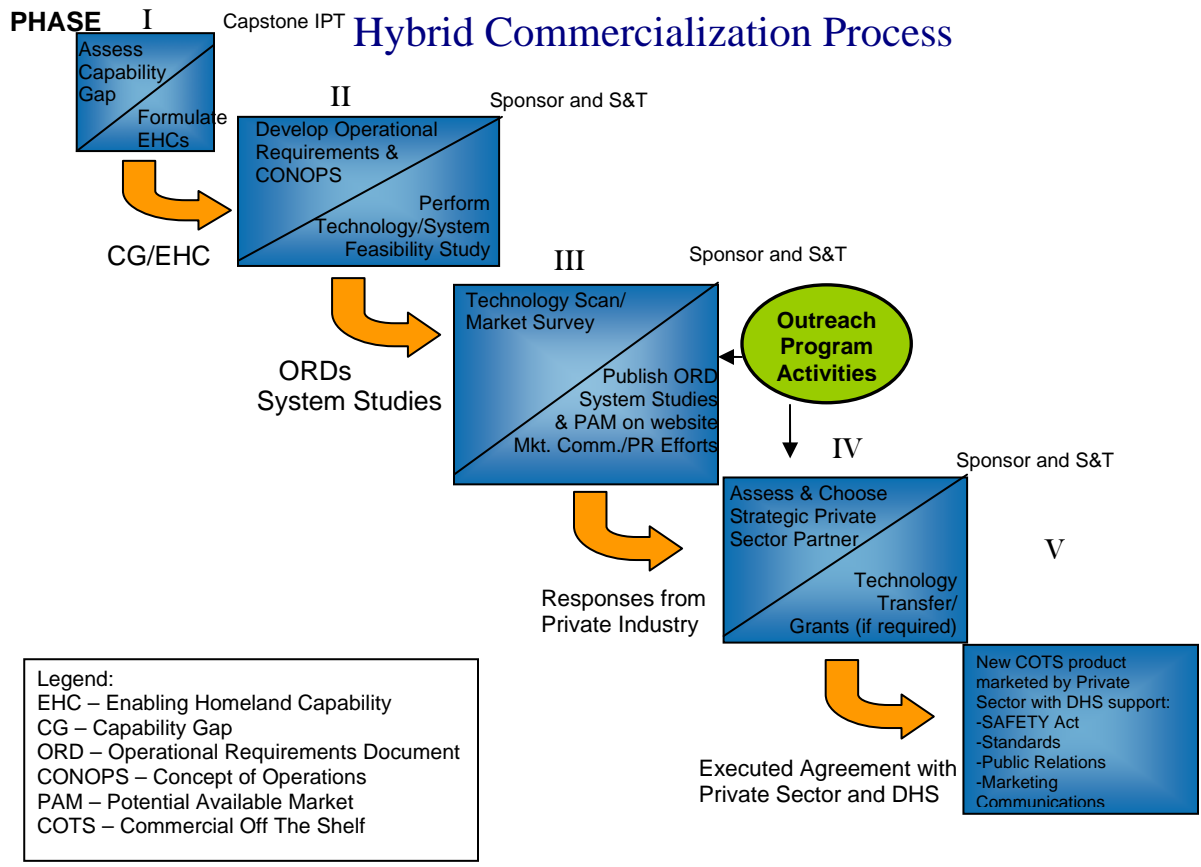 PHASE
I
Capstone IPT
Hybrid Commercialization Process
Assess
Capability
Gap
Formulate
EHCs
CG/EHC
II
Sponsor and S&T
Develop Operational
Requirements &
CONOPS
Perform
Technology/System
Feasibility Study
ORDs
System Studies
III
Sponsor and S&T
Technology Scan/
Market Survey
Publish ORD
System Studies
& PAM on website
Mkt. Comm./PR Efforts
Outreach
Program
Activities
Responses from
Private Industry
IV
Sponsor and S&T
Assess & Choose
Strategic Private
Sector Partner
Technology
Transfer/
Grants (if required)
Executed Agreement with
Private Sector and DHS
V
New COTS product
marketed by Private
Sector with DHS support:
-SAFETY Act
-Standards
-Public Relations
-Marketing
Communications
Legend:
EHC – Enabling Homeland Capability
CG – Capability Gap
ORD – Operational Requirements Document
CONOPS – Concept of Operations
PAM – Potential Available Market
COTS – Commercial Off The Shelf